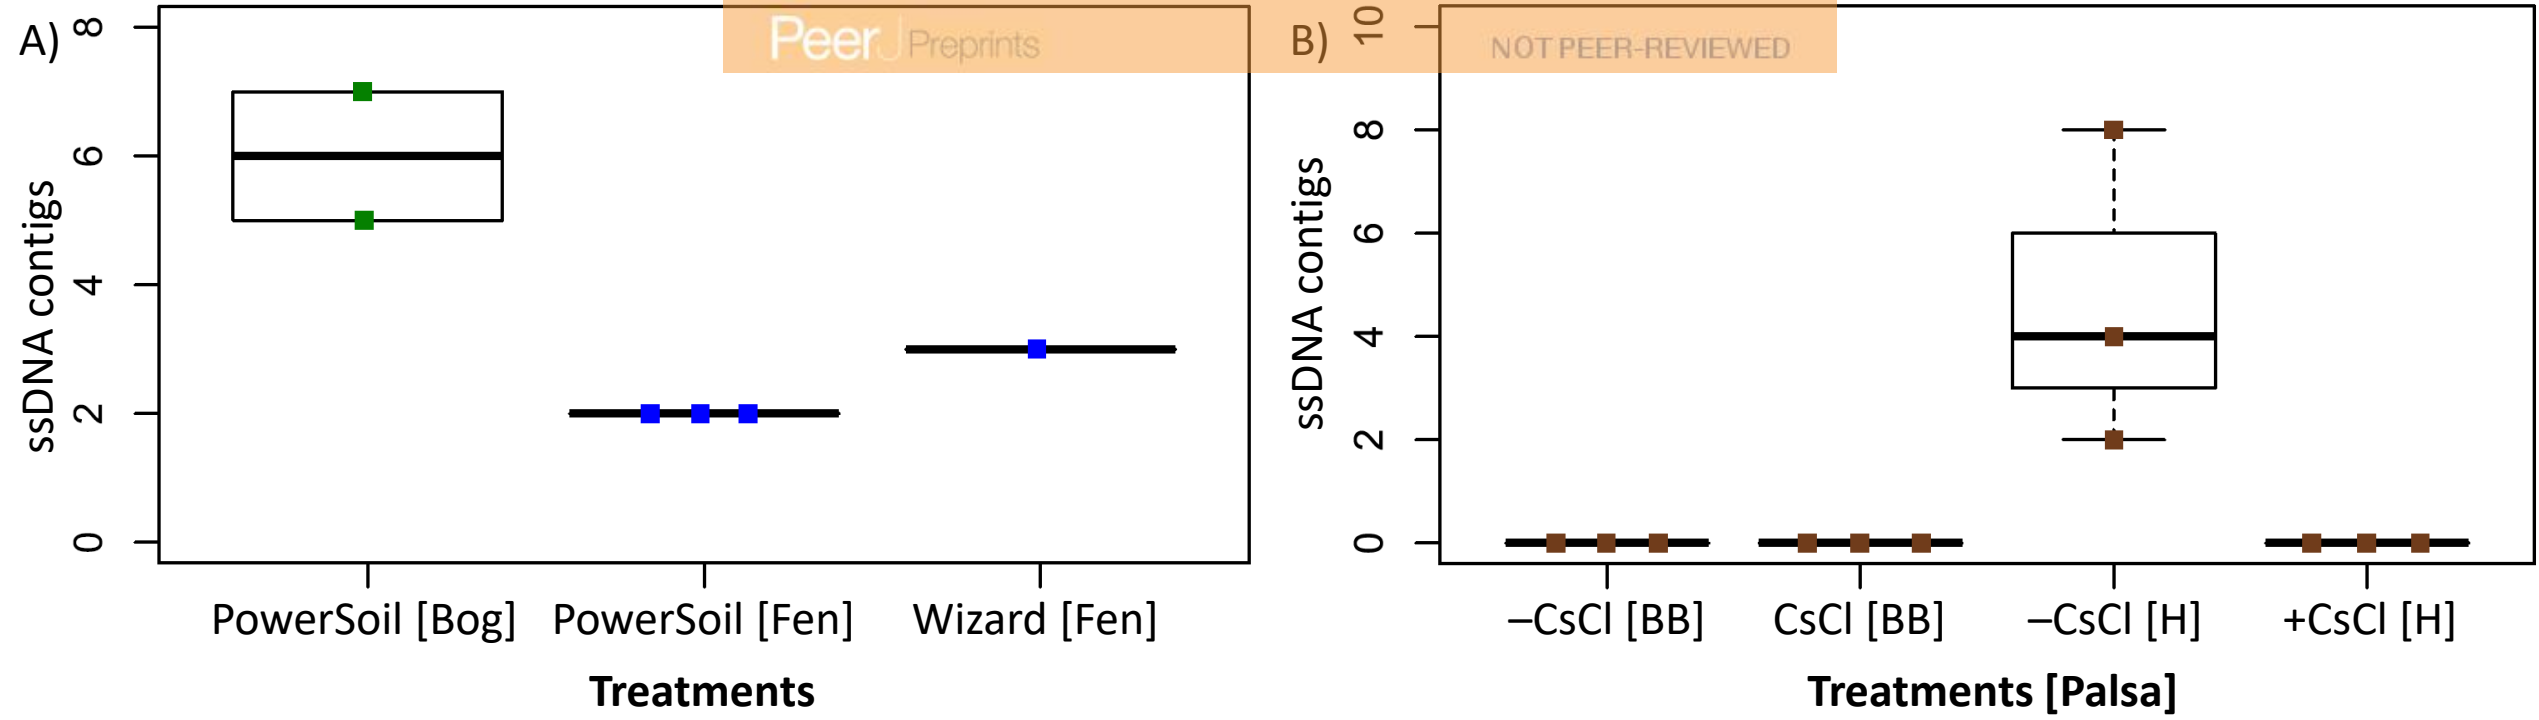 PeerJ Preprints
NOT PEER-REVIEWED
A)
8
6
4
2
0
ssDNA contigs
PowerSoil [Bog]
PowerSoil [Fen]
Wizard [Fen]
Treatments
B)
10
8
6
4
2
0
ssDNA contigs
–CsCl [BB]
CsCl [BB]
–CsCl [H]
+CsCl [H]
Treatments [Palsa]